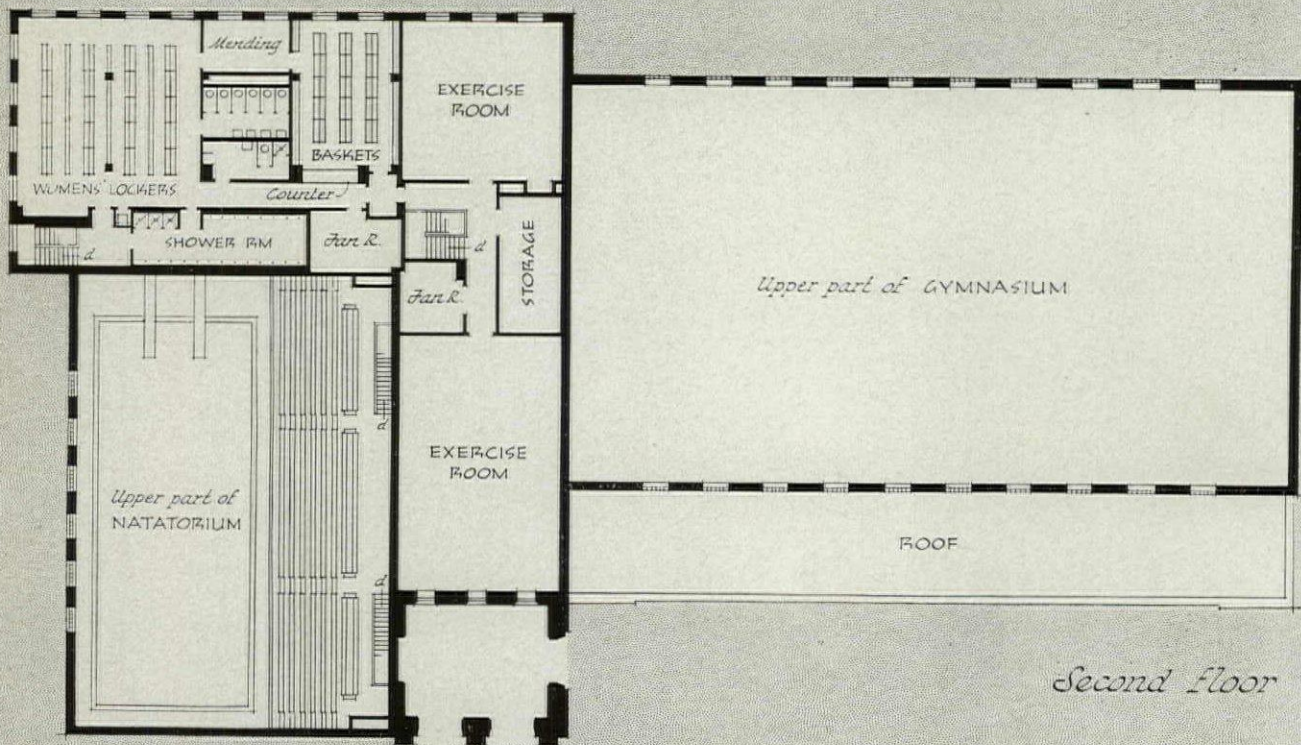 Mending
EXERCISE
ROOM
BASKETS
WOMENS' LOCKERS
Counter
SHOWER RM
Fan R.
d
d
STORAGE
Fan R.
Upper part of GYMNASIUM
d
EXERCISE
ROOM
Upper part of
NATATORIUM
ROOF
d
Second floor